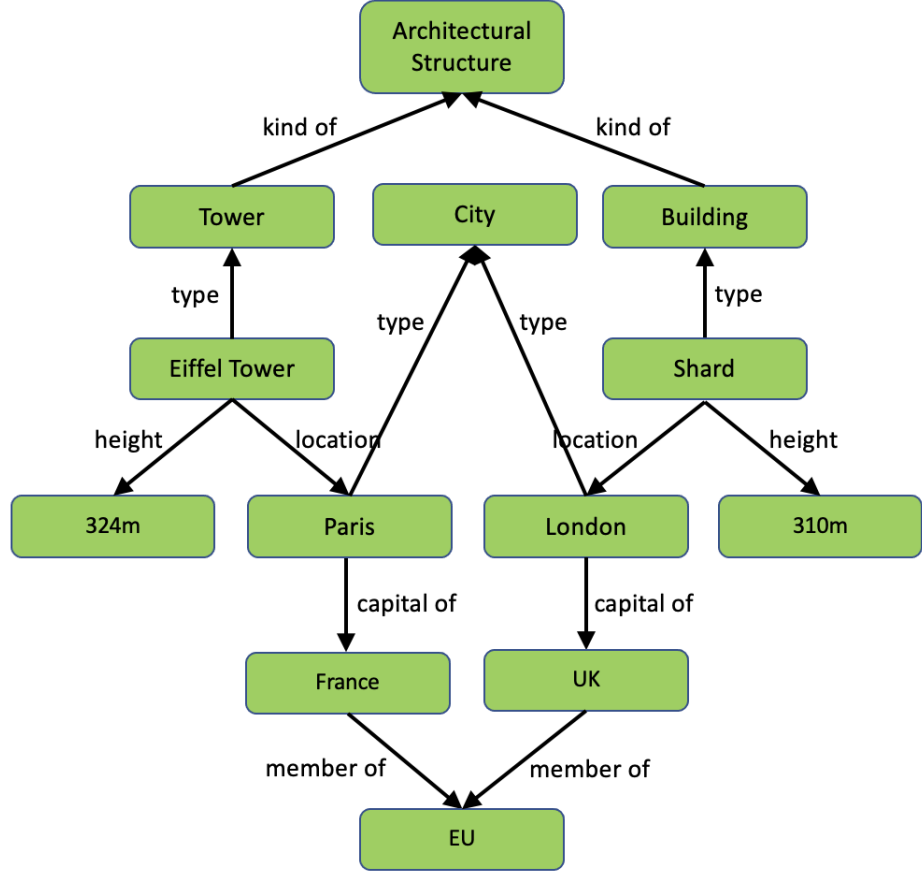 Architectural
Structure
kind of
kind of
Tower
City
Building
type
type
type
type
Eiffel Tower
Shard
height
location
location
height
324m
Paris
London
310m
capital of
capital of
France
UK
member of
member of
EU